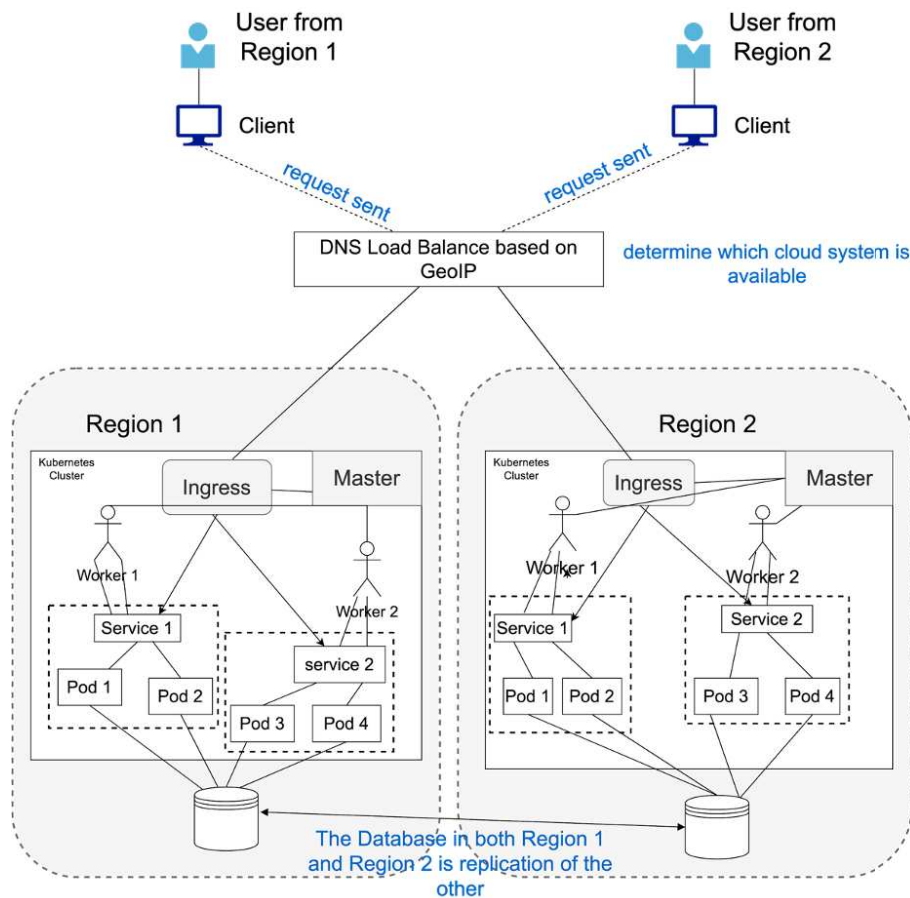 User from
Region 1
User from
Region 2
Client
Client
request sent
request sent
DNS Load Balance based on
GeoIP
determine which cloud system is
available
Region 1
Region 2
Kubernetes
Cluster
Ingress
Master
Kubernetes
Cluster
Ingress
Master
Worker 1
Worker 2
Worker 1
Worker 2
Service 1
service 2
Service 1
Service 2
Pod 1
Pod 2
Pod 3
Pod 4
Pod 1
Pod 2
Pod 3
Pod 4
The Database in both Region 1
and Region 2 is replication of the
other